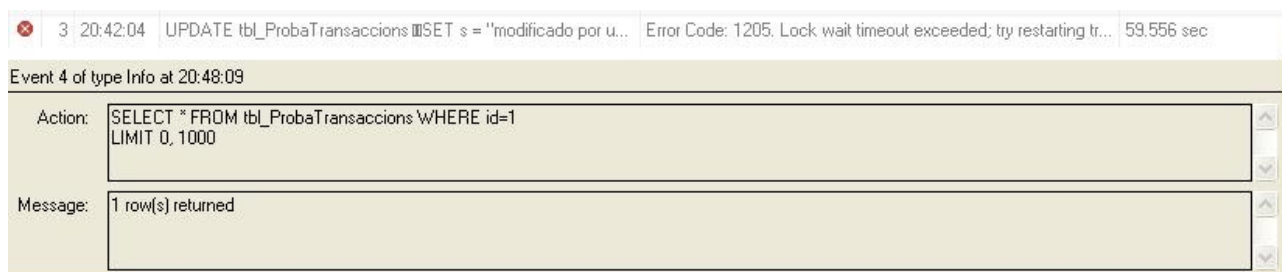 3 20:42:04 UPDATE tbl_ProbaTransaccions SET s = "modificado por u... Error Code: 1205. Lock wait timeout exceeded; try restarting tr... 59.556 sec
Event 4 of type Info at 20:48:09
Action: SELECT * FROM tbl_ProbaTransaccions WHERE id=1
LIMIT 0, 1000
Message: 1 row(s) returned